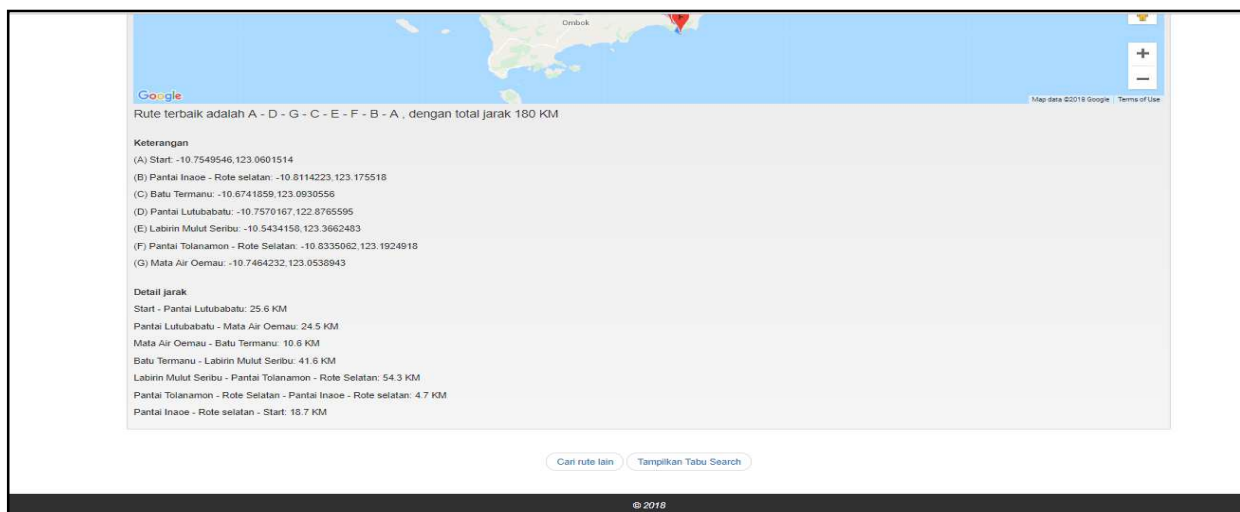 Ombok
+
−
Google
Map data ©2019 Google Terms of Use
Rute terbaik adalah A - D - G - C - E - F - B - A , dengan total jarak 180 KM
Keterangan
(A) Start: -10.7549546,123.0601514
(B) Pantai Inaoe - Rote selatan: -10.8114223,123.175518
(C) Batu Termanu: -10.6741859,123.0930556
(D) Pantai Lutubabatu: -10.7570167,122.8765595
(E) Labirin Mulut Seribu: -10.5434158,123.3662483
(F) Pantai Tolanamon - Rote Selatan: -10.8335062,123.1924918
(G) Mata Air Oemau: -10.7464232,123.0538943
Detail jarak
Start - Pantai Lutubabatu: 25.6 KM
Pantai Lutubabatu - Mata Air Oemau: 24.5 KM
Mata Air Oemau - Batu Termanu: 10.6 KM
Batu Termanu - Labirin Mulut Seribu: 41.6 KM
Labirin Mulut Seribu - Pantai Tolanamon - Rote Selatan: 54.3 KM
Pantai Tolanamon - Rote Selatan - Pantai Inaoe - Rote selatan: 4.7 KM
Pantai Inaoe - Rote selatan - Start: 18.7 KM
Cari rute lain Tampilkan Tabu Search
© 2018